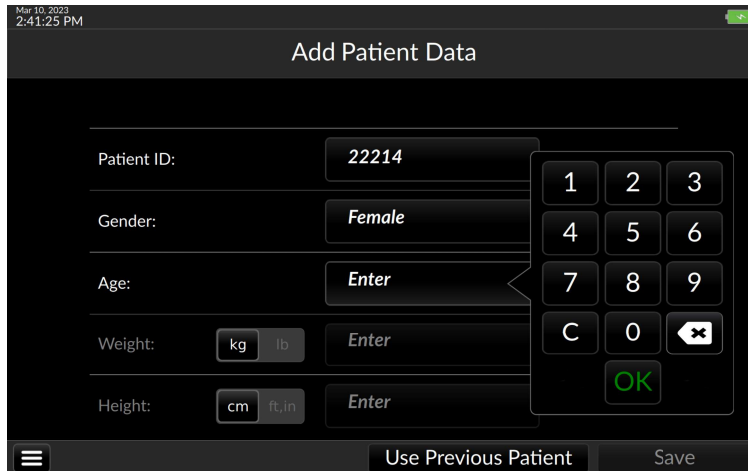 Mar 10, 2023
2:41:25 PM
Add Patient Data
Patient ID: 22214
Gender: Female
Age: Enter
Weight: kg lb Enter
Height: cm ft,in Enter
1 2 3
4 5 6
7 8 9
C 0
OK
Use Previous Patient Save